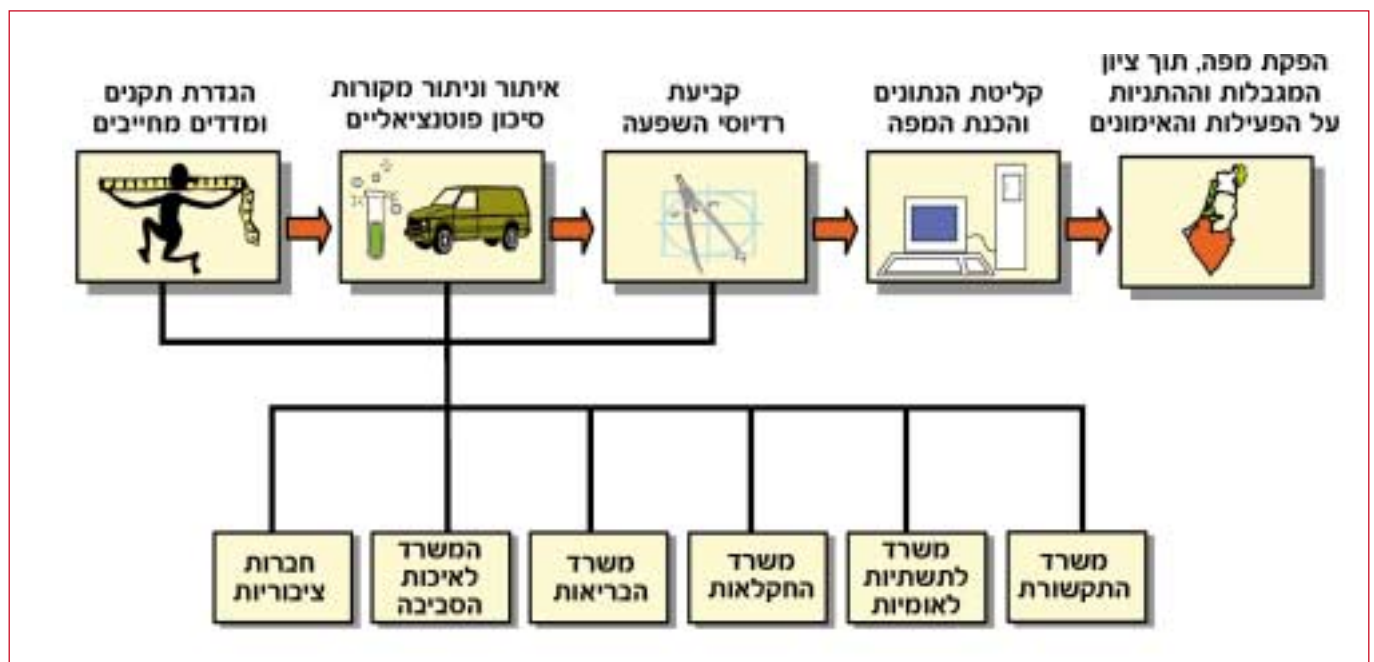 הגדרת תקנים
ומדדים מחייבים
איתור וניתור מקורות
סיכון פוטנציאליים
קביעת
רדיוסי השפעה
קליטת הנתונים
והכנת המפה
הפקת מפה, תוך ציון
המגבלות וההתניות
על הפעילות והאימונים
חברות
ציבוריות
המשרד
לאיכות
הסביבה
משרד
הבריאות
משרד
החקלאות
משרד
לתשתיות
לאומיות
משרד
התקשורת